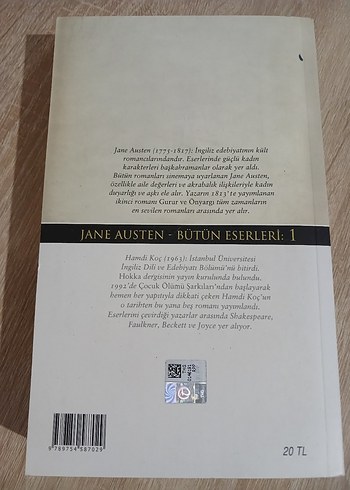 Jane Austen (1775-1817): İngiliz edebiyatının kült
romancılarındandır. Eserlerinde güçlü kadın
karakterleri başkahramanlar olarak yer aldı.
Bütün romanları sinemaya uyarlanan Jane Austen,
özellikle aile değerleri ve akrabalık ilişkileriyle kadın
duyarlığı ve aşkı ele alır. Yazarın 1813'te yayımlanan
ikinci romanı Gurur ve Önyargı tüm zamanların
en sevilen romanları arasında yer alır.
JANE AUSTEN - BÜTÜN ESERLERİ: 1
Hamdi Koç (1963): İstanbul Üniversitesi
İngiliz Dili ve Edebiyatı Bölümü'nü bitirdi.
Hokka dergisinin yayın kurulunda bulundu.
1992'de Çocuk Ölümü Şarkıları'ndan başlayarak
hemen her yapıtıyla dikkati çeken Hamdi Koç'un
o tarihten bu yana beş romanı yayımlandı.
Eserlerini çevirdiği yazarlar arasında Shakespeare,
Faulkner, Beckett ve Joyce yer alıyor.
9789754587029
20 TL